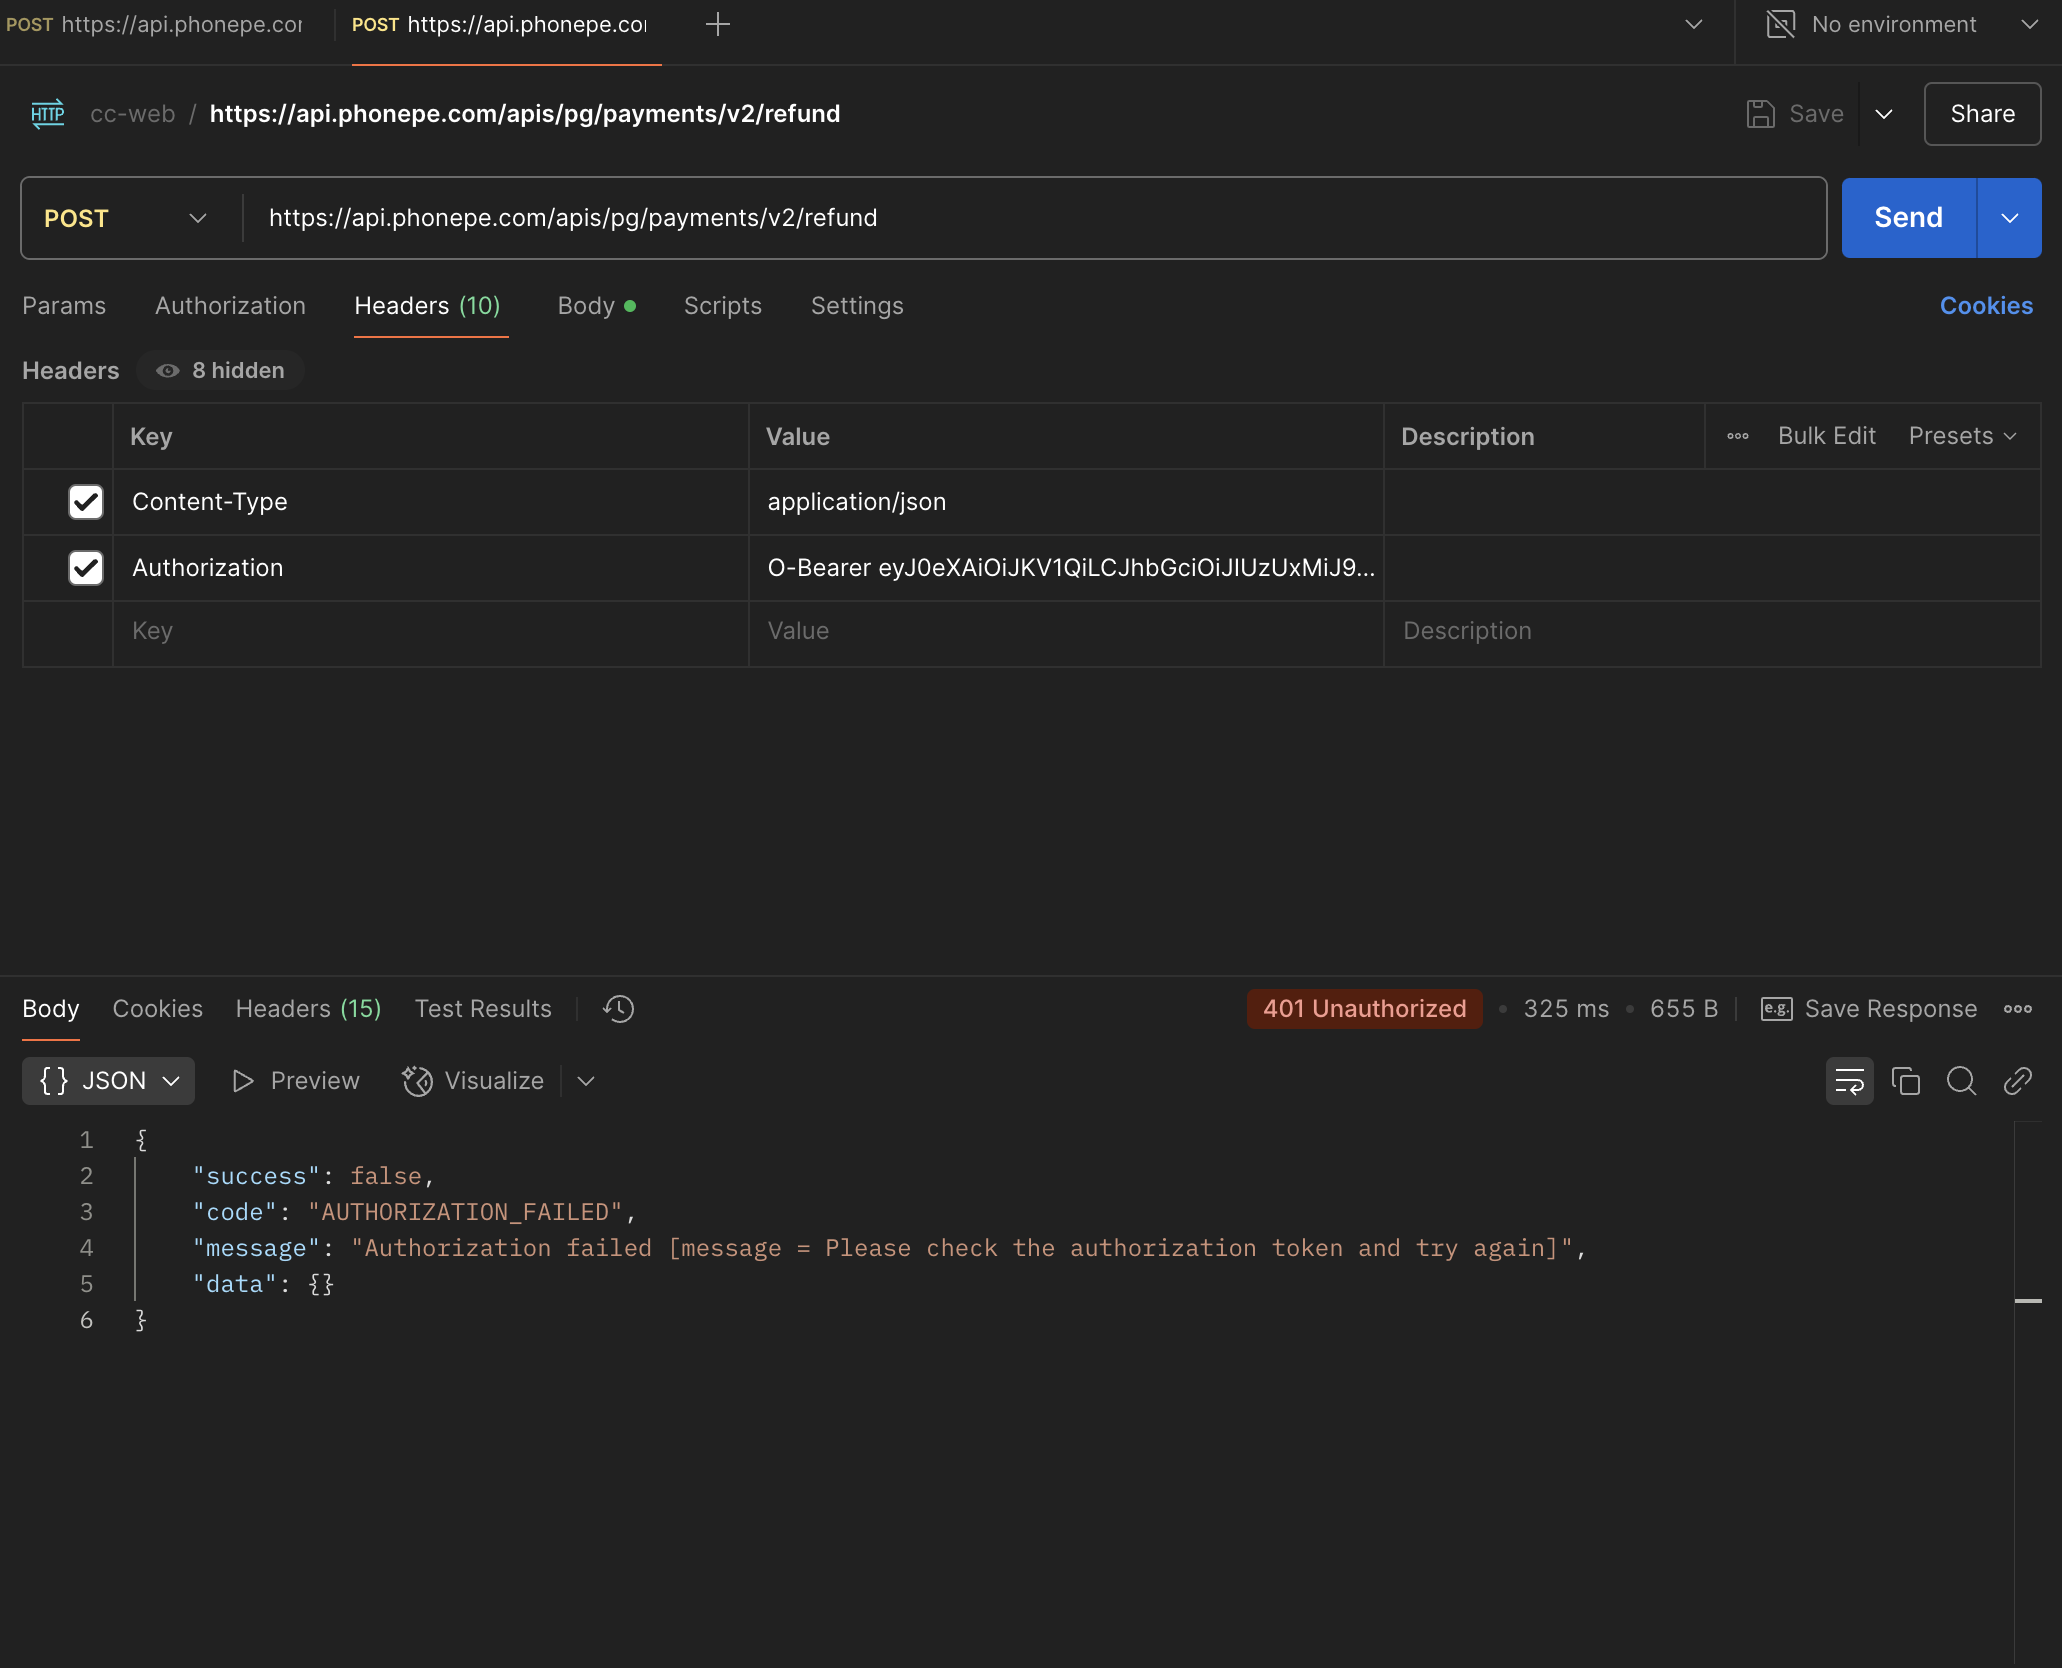 POST https://api.phonepe.cor POST https://api.phonepe.co No environment
HTTP cc-web / https://api.phonepe.com/apis/pg/payments/v2/refund Save Share
POST https://api.phonepe.com/apis/pg/payments/v2/refund Send
Params Authorization Headers (10) Body Scripts Settings Cookies
Headers 8 hidden
Key Value Description Bulk Edit Presets
Content-Type application/json
Authorization O-Bearer eyJ0eXAiOiJKV1QiLCJhbGciOiJIUzUxMiJ9...
Key Value Description
Body Cookies Headers (15) Test Results 401 Unauthorized • 325 ms • 655 B e.g. Save Response
{} JSON Preview Visualize
1 {
2 "success": false,
3 "code": "AUTHORIZATION_FAILED",
4 "message": "Authorization failed [message = Please check the authorization token and try again]",
5 "data": {}
6 }